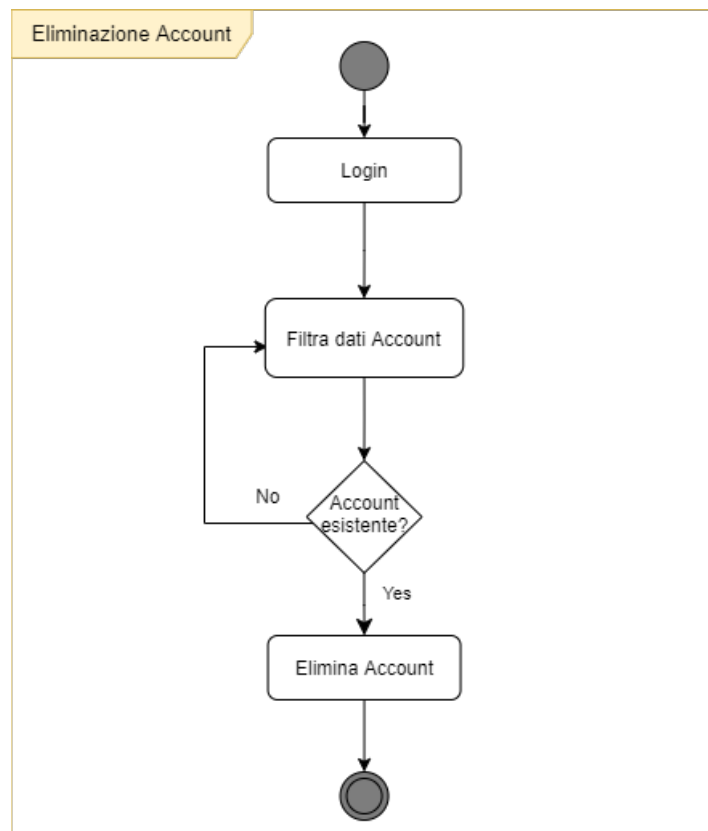 Eliminazione Account
Login
Filtra dati Account
No
Account
esistente?
Yes
Elimina Account